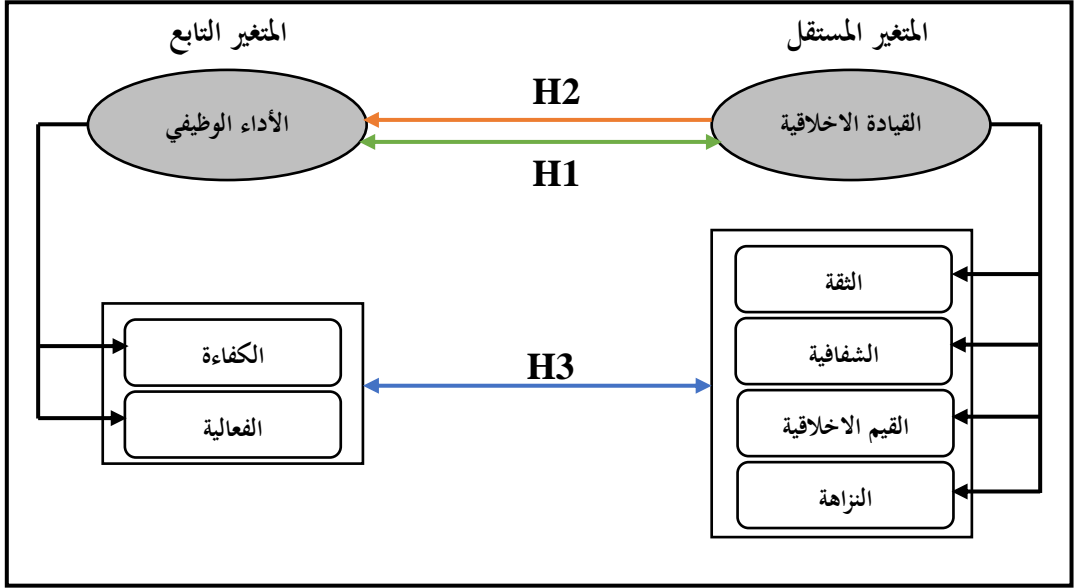 المتغير المستقل
المتغير التابع
القيادة الاخلاقية
H2
H1
الأداء الوظيفي
الثقة
الشفافية
القيم الاخلاقية
النزاهة
H3
الكفاءة
الفعالية